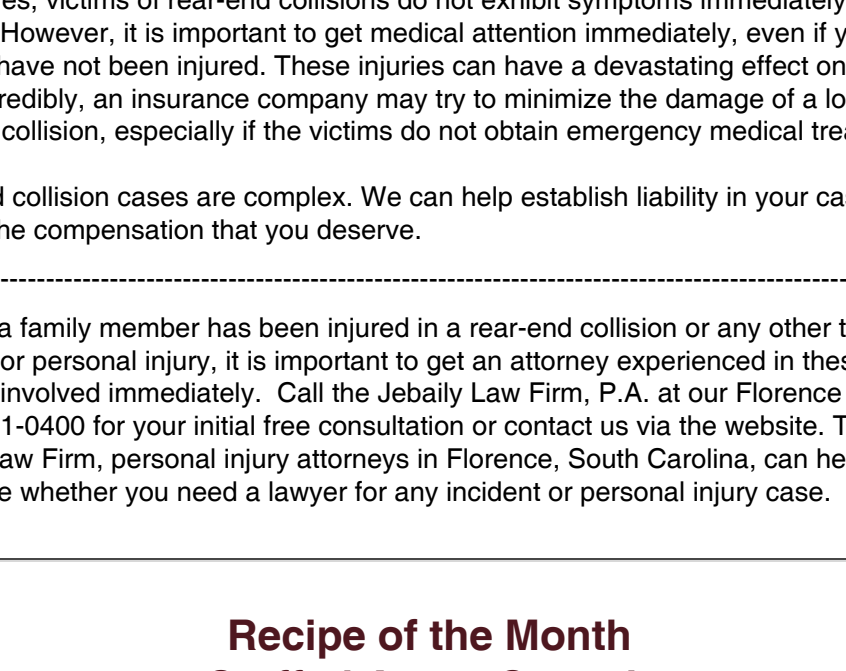 es, victims of rear-end collisions do not exhibit symptoms immediately
However, it is important to get medical attention immediately, even if y
have not been injured. These injuries can have a devastating effect on
redibly, an insurance company may try to minimize the damage of a lo
collision, especially if the victims do not obtain emergency medical trea
d collision cases are complex. We can help establish liability in your cas
he compensation that you deserve.
a family member has been injured in a rear-end collision or any other t
or personal injury, it is important to get an attorney experienced in thes
involved immediately.  Call the Jebaily Law Firm, P.A. at our Florence
1-0400 for your initial free consultation or contact us via the website. T
aw Firm, personal injury attorneys in Florence, South Carolina, can he
e whether you need a lawyer for any incident or personal injury case.
Recipe of the Month